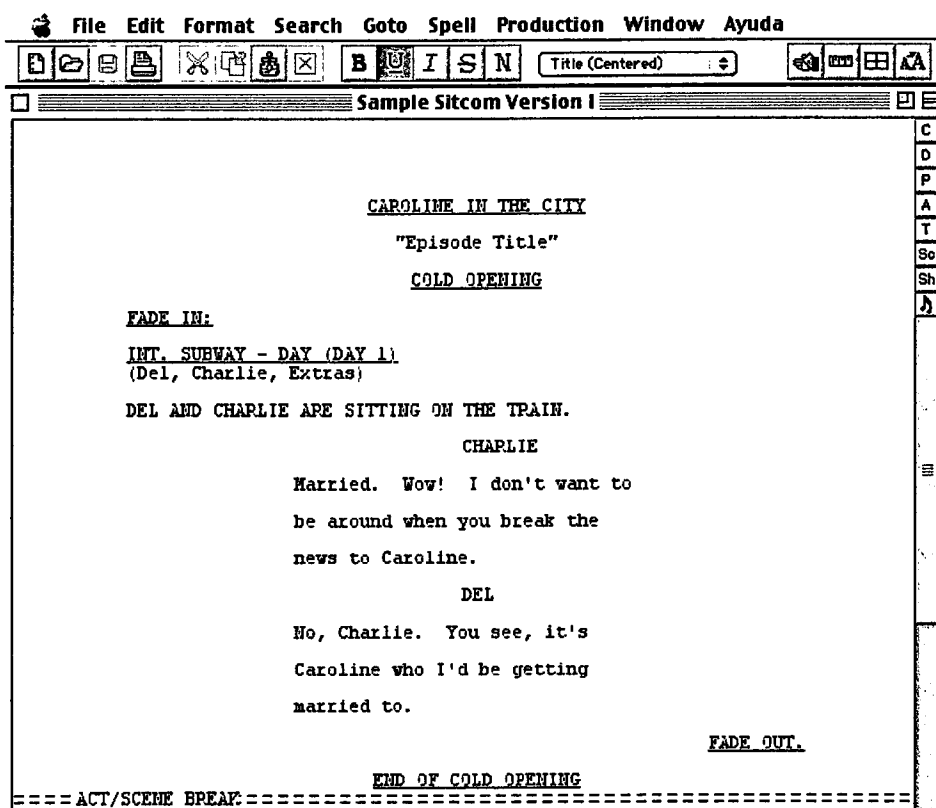 File Edit Format Search Goto Spell Production Window Ayuda
B U I S N Title (Centered) AA
Sample Sitcom Version I
C
D
P
A
T
Sc
Sh
CAROLINE IN THE CITY
"Episode Title"
COLD OPENING
FADE IN:
INT. SUBWAY - DAY (DAY 1)
(Del, Charlie, Extras)
DEL AND CHARLIE ARE SITTING ON THE TRAIN.
CHARLIE
Married. Wow! I don't want to
be around when you break the
news to Caroline.
DEL
No, Charlie. You see, it's
Caroline who I'd be getting
married to.
FADE OUT.
END OF COLD OPENING
====ACT/SCENE BREAK=====================================